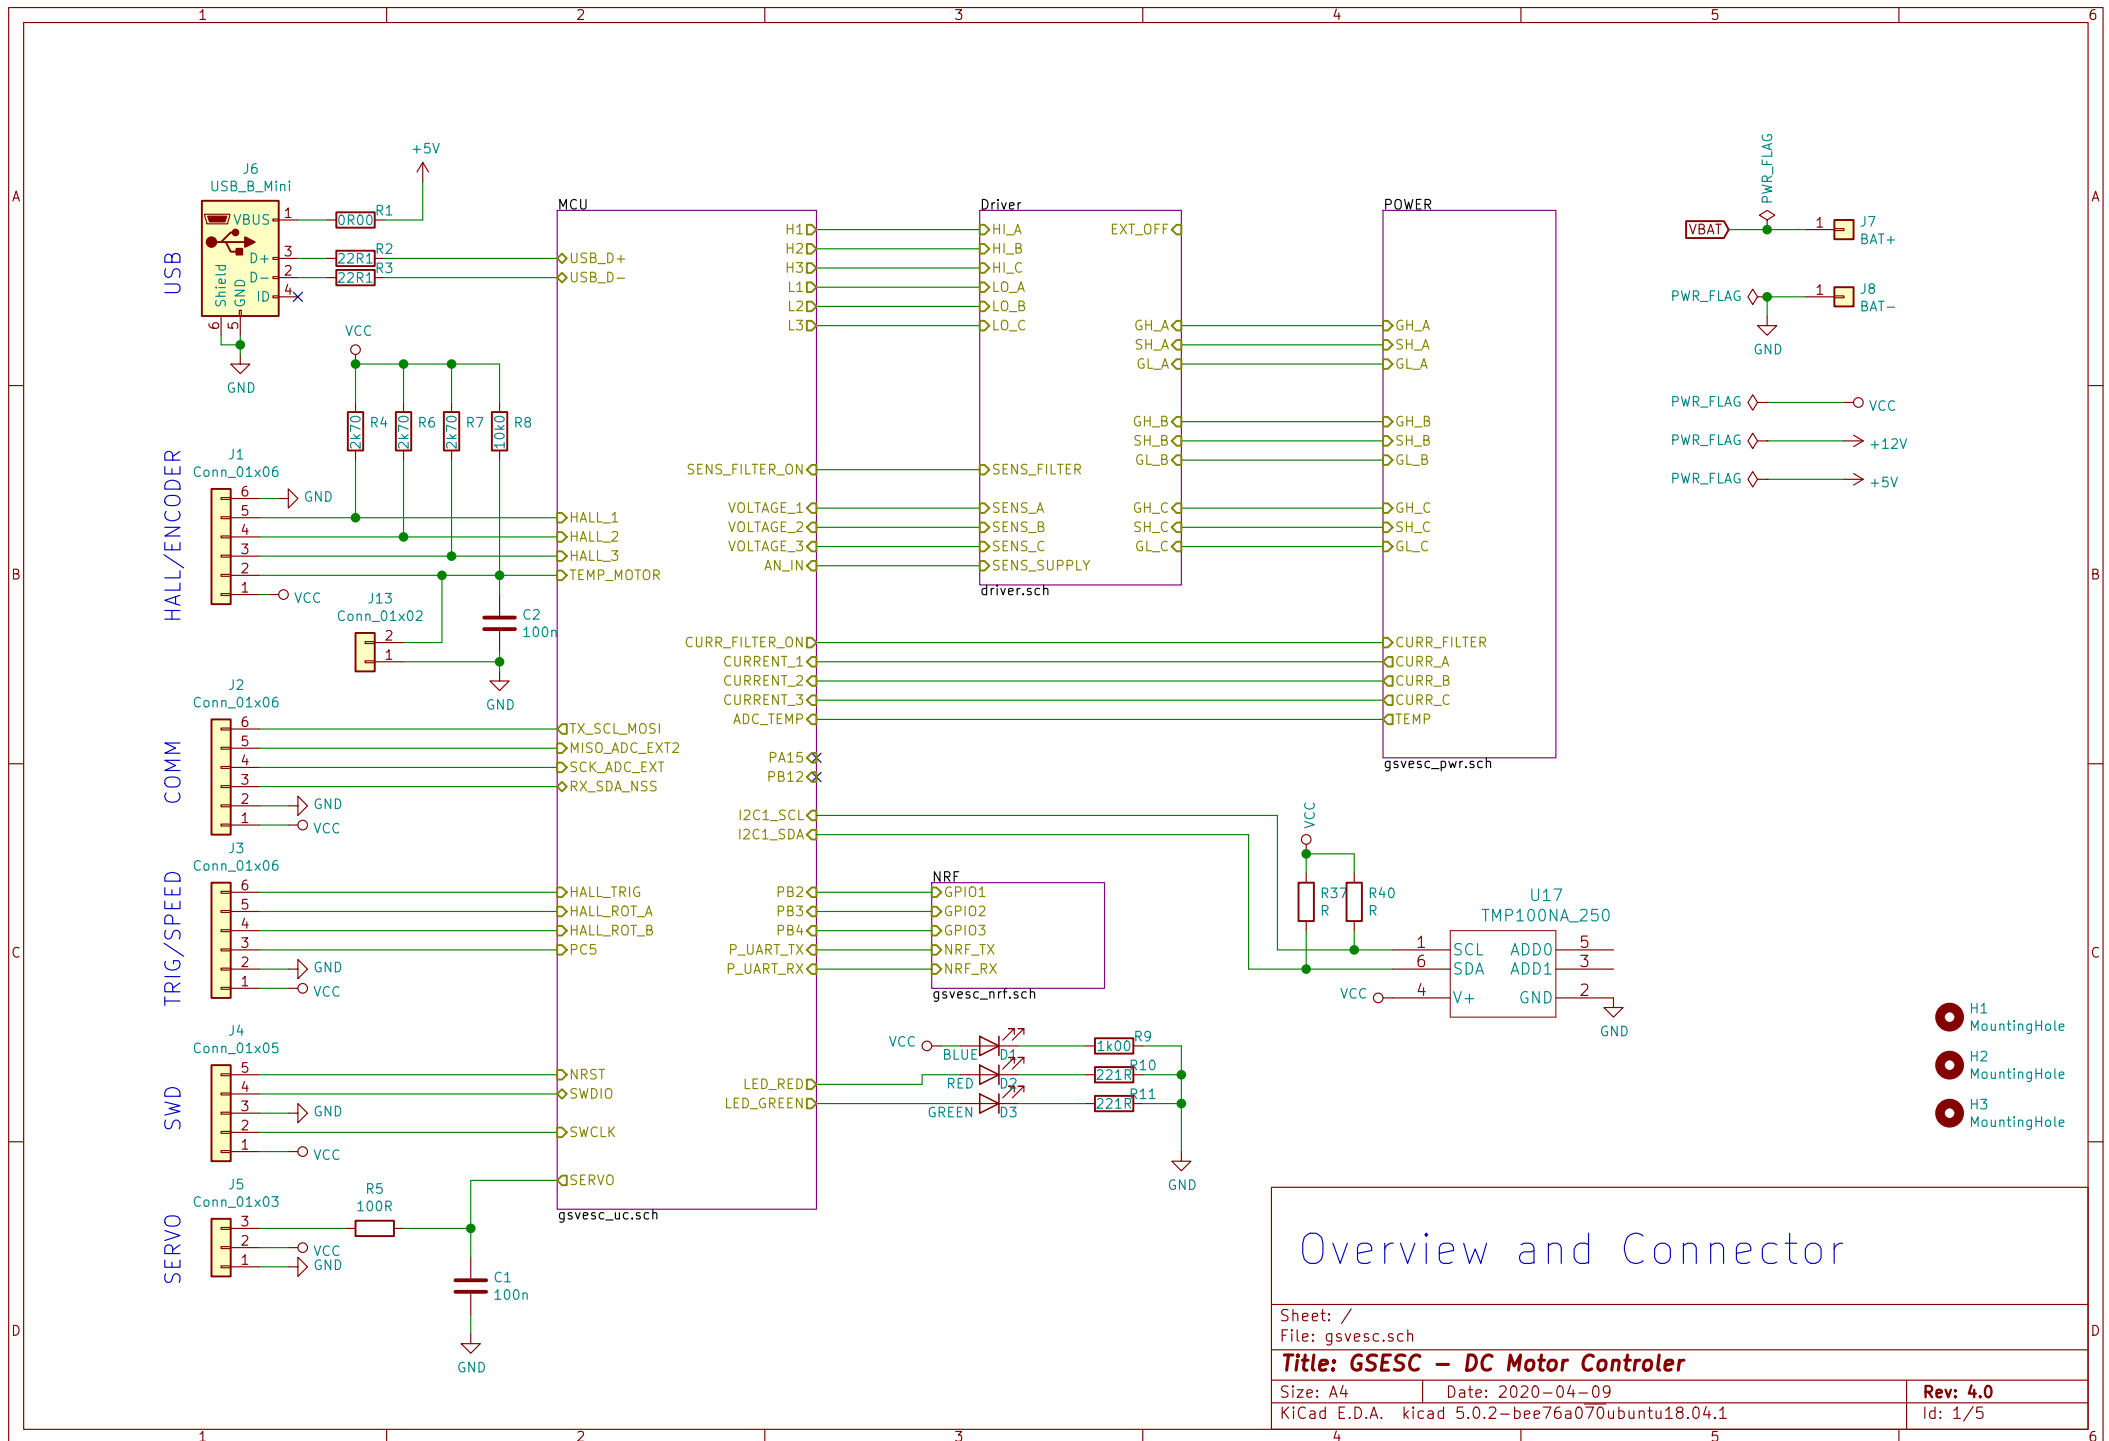 1 2 3 4 5 6
A
B
C
D
USB
J6
USB_B_Mini
VBUS 1
D+ 3
D- 2
ID 4
Shield
GND
6 5
GND
+5V
0R00 R1
22R1 R2
22R1 R3
VCC
2k70 R4
2k70 R6
2k70 R7
10k0 R8
HALL/ENCODER
J1
Conn_01x06
6 GND
5
4
3
2
1 VCC
J13
Conn_01x02
2
1
C2
100n
GND
COMM
J2
Conn_01x06
6
5
4
3
2 GND
1 VCC
TRIG/SPEED
J3
Conn_01x06
6
5
4
3
2 GND
1 VCC
SWD
J4
Conn_01x05
5
4
3 GND
2
1 VCC
SERVO
J5
Conn_01x03
3
2 VCC
1 GND
R5
100R
C1
100n
GND
MCU
USB_D+
USB_D-
HALL_1
HALL_2
HALL_3
TEMP_MOTOR
TX_SCL_MOSI
MISO_ADC_EXT2
SCK_ADC_EXT
RX_SDA_NSS
HALL_TRIG
HALL_ROT_A
HALL_ROT_B
PC5
NRST
SWDIO
SWCLK
SERVO
gsvesc_uc.sch
H1
H2
H3
L1
L2
L3
SENS_FILTER_ON
VOLTAGE_1
VOLTAGE_2
VOLTAGE_3
AN_IN
CURR_FILTER_ON
CURRENT_1
CURRENT_2
CURRENT_3
ADC_TEMP
PA15
PB12
I2C1_SCL
I2C1_SDA
PB2
PB3
PB4
P_UART_TX
P_UART_RX
LED_RED
LED_GREEN
Driver
HI_A
HI_B
HI_C
LO_A
LO_B
LO_C
SENS_FILTER
SENS_A
SENS_B
SENS_C
SENS_SUPPLY
driver.sch
EXT_OFF
GH_A
SH_A
GL_A
GH_B
SH_B
GL_B
GH_C
SH_C
GL_C
POWER
GH_A
SH_A
GL_A
GH_B
SH_B
GL_B
GH_C
SH_C
GL_C
CURR_FILTER
CURR_A
CURR_B
CURR_C
TEMP
gsvesc_pwr.sch
NRF
GPIO1
GPIO2
GPIO3
NRF_TX
NRF_RX
gsvesc_nrf.sch
VCC
BLUE D1
RED D2
GREEN D3
1k00 R9
221R R10
221R R11
GND
VCC
R37
R
R40
R
U17
TMP100NA_250
1 SCL ADD0 5
6 SDA ADD1 3
VCC 4 V+ GND 2
GND
PWR_FLAG
VBAT 1
J7
BAT+
PWR_FLAG 1
J8
BAT-
GND
PWR_FLAG VCC
PWR_FLAG +12V
PWR_FLAG +5V
H1
MountingHole
H2
MountingHole
H3
MountingHole
Overview and Connector
Sheet: /
File: gsvesc.sch
Title: GSESC – DC Motor Controler
Size: A4 Date: 2020-04-09 Rev: 4.0
KiCad E.D.A. kicad 5.0.2-bee76a070ubuntu18.04.1 Id: 1/5
A
B
C
D
1 2 3 4 5 6